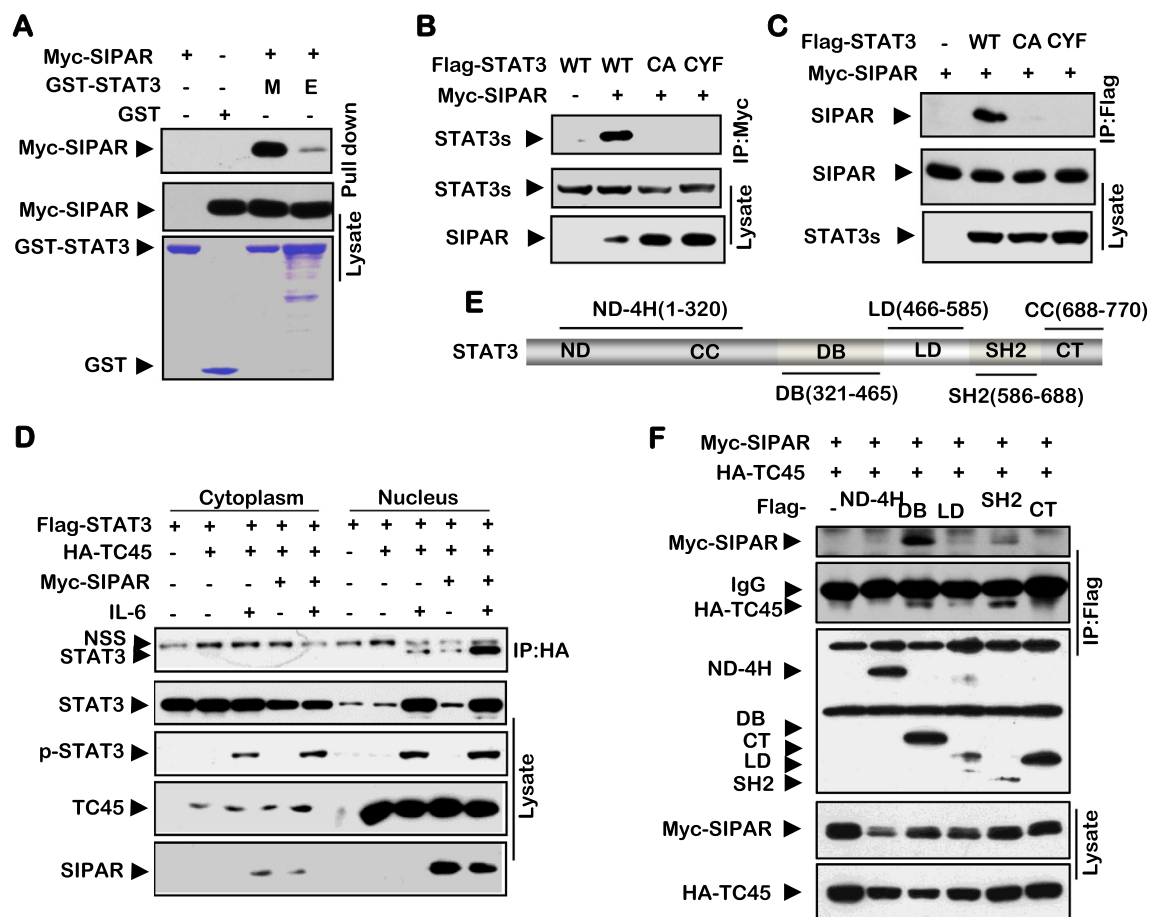 A
Myc-SIPAR + - + +
GST-STAT3 - - M E
GST - + - -
Myc-SIPAR
Pull down
Myc-SIPAR
GST-STAT3
Lysate
GST
B
Flag-STAT3 WT WT CA CYF
Myc-SIPAR - + + +
STAT3s
IP:Myc
STAT3s
SIPAR
Lysate
C
Flag-STAT3 - WT CA CYF
Myc-SIPAR + + + +
SIPAR
IP:Flag
SIPAR
STAT3s
Lysate
E
ND-4H(1-320) LD(466-585) CC(688-770)
STAT3 ND CC DB LD SH2 CT
DB(321-465) SH2(586-688)
D
Cytoplasm Nucleus
Flag-STAT3 + + + + + + + + + +
HA-TC45 - + + + + - + + + +
Myc-SIPAR - - - + + - - - + +
IL-6 - - + - + - - + - +
NSS
STAT3
IP:HA
STAT3
p-STAT3
TC45
SIPAR
Lysate
F
Myc-SIPAR + + + + + +
HA-TC45 + + + + + +
Flag- - ND-4H DB LD SH2 CT
Myc-SIPAR
IgG
HA-TC45
IP:Flag
ND-4H
DB
CT
LD
SH2
Myc-SIPAR
HA-TC45
Lysate